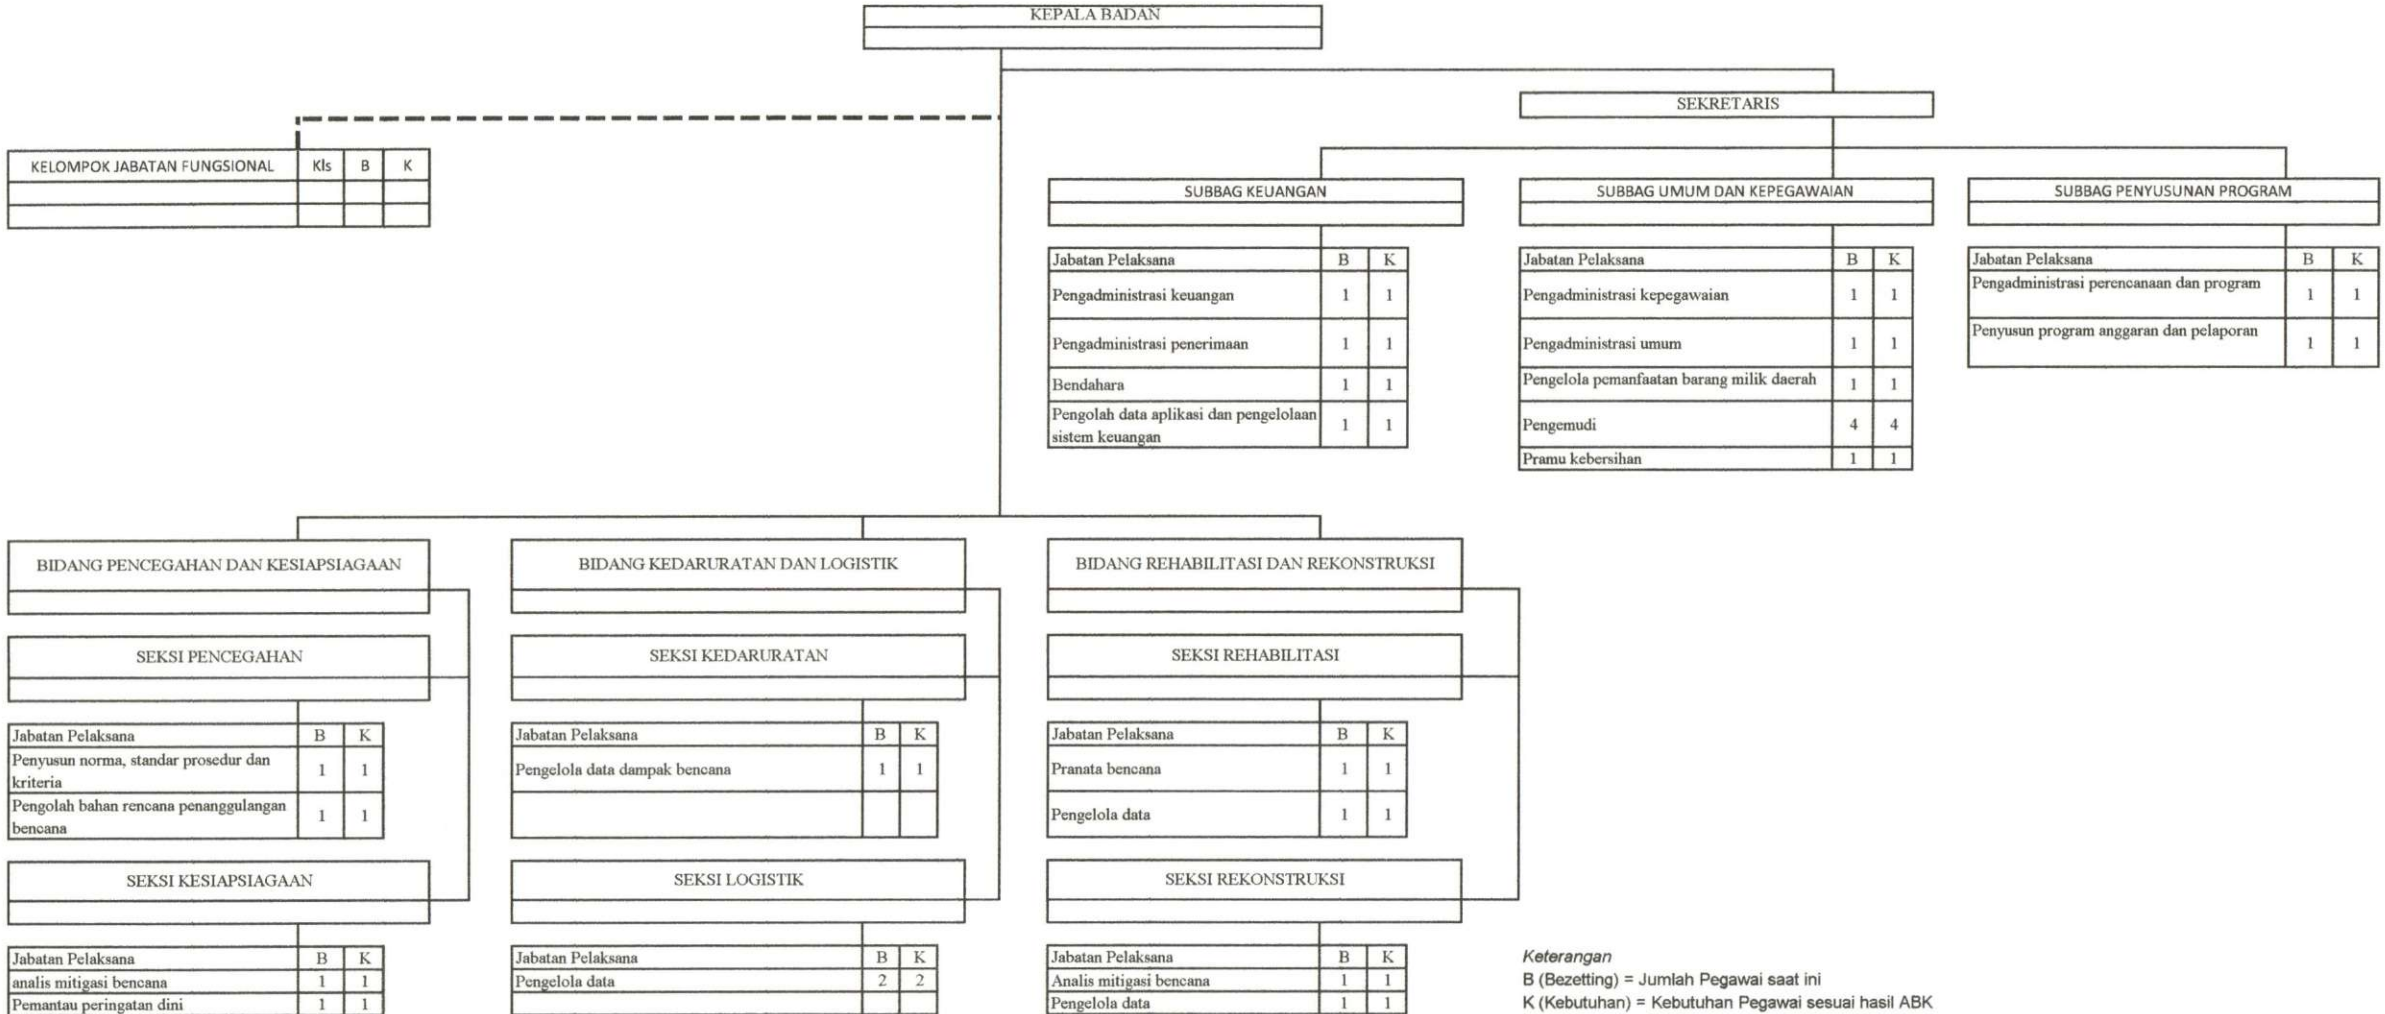 KEPALA BADAN
SEKRETARIS
KELOMPOK JABATAN FUNGSIONAL Kls B K
SUBBAG KEUANGAN
Jabatan Pelaksana B K
Pengadministrasi keuangan 1 1
Pengadministrasi penerimaan 1 1
Bendahara 1 1
Pengolah data aplikasi dan pengelolaan
sistem keuangan 1 1
SUBBAG UMUM DAN KEPEGAWAIAN
Jabatan Pelaksana B K
Pengadministrasi kepegawaian 1 1
Pengadministrasi umum 1 1
Pengelola pemanfaatan barang milik daerah 1 1
Pengemudi 4 4
Pramu kebersihan 1 1
SUBBAG PENYUSUNAN PROGRAM
Jabatan Pelaksana B K
Pengadministrasi perencanaan dan program 1 1
Penyusun program anggaran dan pelaporan 1 1
BIDANG PENCEGAHAN DAN KESIAPSIAGAAN
SEKSI PENCEGAHAN
Jabatan Pelaksana B K
Penyusun norma, standar prosedur dan
kriteria 1 1
Pengolah bahan rencana penanggulangan
bencana 1 1
SEKSI KESIAPSIAGAAN
Jabatan Pelaksana B K
analis mitigasi bencana 1 1
Pemantau peringatan dini 1 1
BIDANG KEDARURATAN DAN LOGISTIK
SEKSI KEDARURATAN
Jabatan Pelaksana B K
Pengelola data dampak bencana 1 1
SEKSI LOGISTIK
Jabatan Pelaksana B K
Pengelola data 2 2
BIDANG REHABILITASI DAN REKONSTRUKSI
SEKSI REHABILITASI
Jabatan Pelaksana B K
Pranata bencana 1 1
Pengelola data 1 1
SEKSI REKONSTRUKSI
Jabatan Pelaksana B K
Analis mitigasi bencana 1 1
Pengelola data 1 1
Keterangan
B (Bezetting) = Jumlah Pegawai saat ini
K (Kebutuhan) = Kebutuhan Pegawai sesuai hasil ABK